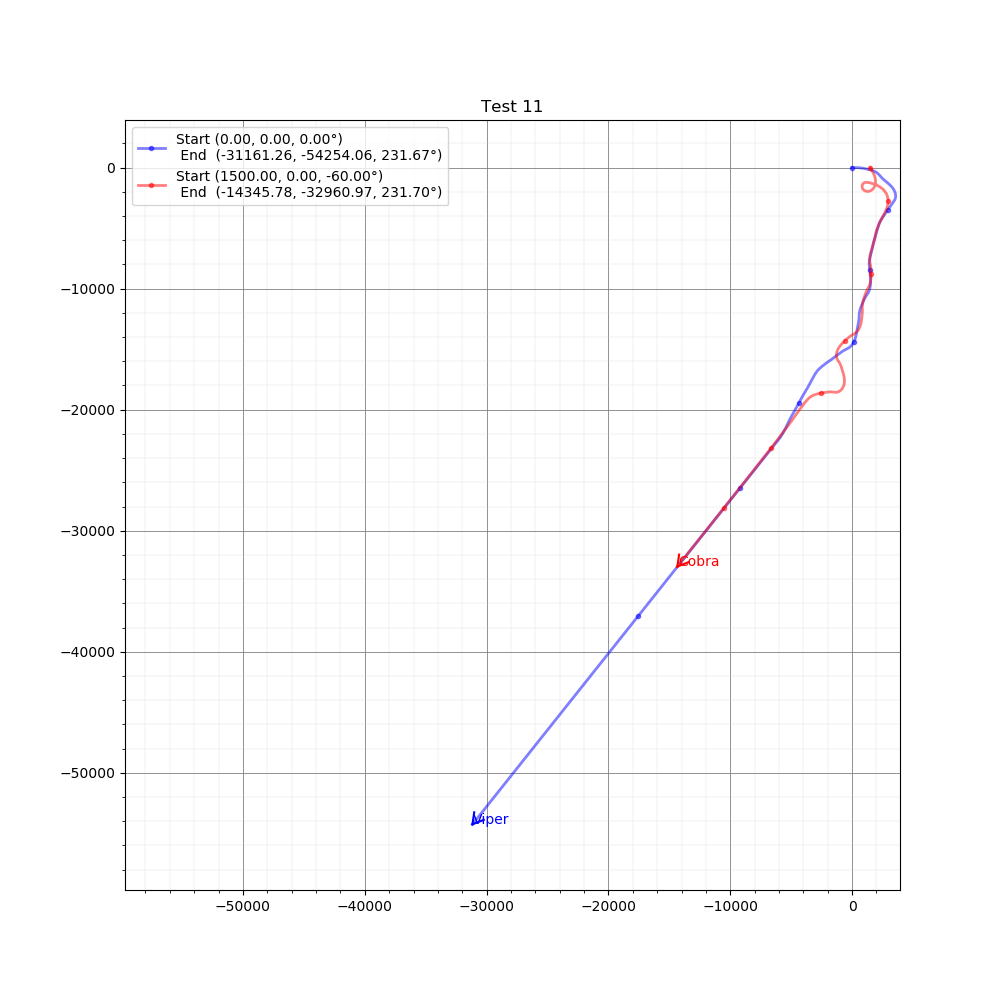 Test 11
Start (0.00, 0.00, 0.00°)
End (-31161.26, -54254.06, 231.67°)
Start (1500.00, 0.00, -60.00°)
End (-14345.78, -32960.97, 231.70°)
0
−10000
−20000
−30000
−40000
−50000
Cobra
Viper
−50000 −40000 −30000 −20000 −10000 0